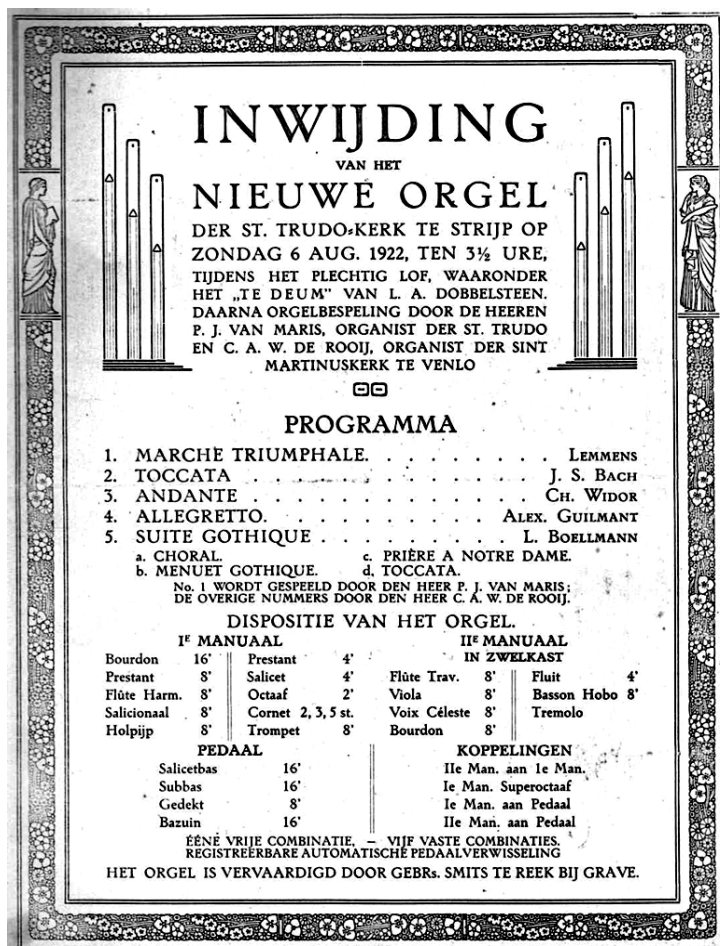 INWIJDING
VAN HET
NIEUWE ORGEL
DER ST. TRUDO-KERK TE STRIJP OP
ZONDAG 6 AUG. 1922, TEN 3½ URE,
TIJDENS HET PLECHTIG LOF, WAARONDER
HET „TE DEUM" VAN L. A. DOBBELSTEEN.
DAARNA ORGELBESPELING DOOR DE HEEREN
P. J. VAN MARIS, ORGANIST DER ST. TRUDO
EN C. A. W. DE ROOIJ, ORGANIST DER SINT
MARTINUSKERK TE VENLO
PROGRAMMA
1. MARCHE TRIUMPHALE. . . . . . . . . . LEMMENS
2. TOCCATA . . . . . . . . . . . . . . J. S. BACH
3. ANDANTE . . . . . . . . . . . . . . CH. WIDOR
4. ALLEGRETTO. . . . . . . . . . . ALEX. GUILMANT
5. SUITE GOTHIQUE . . . . . . . . . . L. BOELLMANN
a. CHORAL. c. PRIÈRE A NOTRE DAME.
b. MENUET GOTHIQUE. d. TOCCATA.
No. 1 WORDT GESPEELD DOOR DEN HEER P. J. VAN MARIS;
DE OVERIGE NUMMERS DOOR DEN HEER C. A. W. DE ROOIJ.
DISPOSITIE VAN HET ORGEL.
IE MANUAAL
Bourdon 16' Prestant 4'
Prestant 8' Salicet 4'
Flûte Harm. 8' Octaaf 2'
Salicionaal 8' Cornet 2, 3, 5 st.
Holpijp 8' Trompet 8'
IIE MANUAAL
IN ZWELKAST
Flûte Trav. 8' Fluit 4'
Viola 8' Basson Hobo 8'
Voix Céleste 8' Tremolo
Bourdon 8'
PEDAAL
Salicetbas 16'
Subbas 16'
Gedekt 8'
Bazuin 16'
KOPPELINGEN
IIe Man. aan 1e Man.
Ie Man. Superoctaaf
Ie Man. aan Pedaal
IIe Man. aan Pedaal
ÉÉNE VRIJE COMBINATIE, – VIJF VASTE COMBINATIES.
REGISTREERBARE AUTOMATISCHE PEDAALVERWISSELING
HET ORGEL IS VERVAARDIGD DOOR GEBRs. SMITS TE REEK BIJ GRAVE.